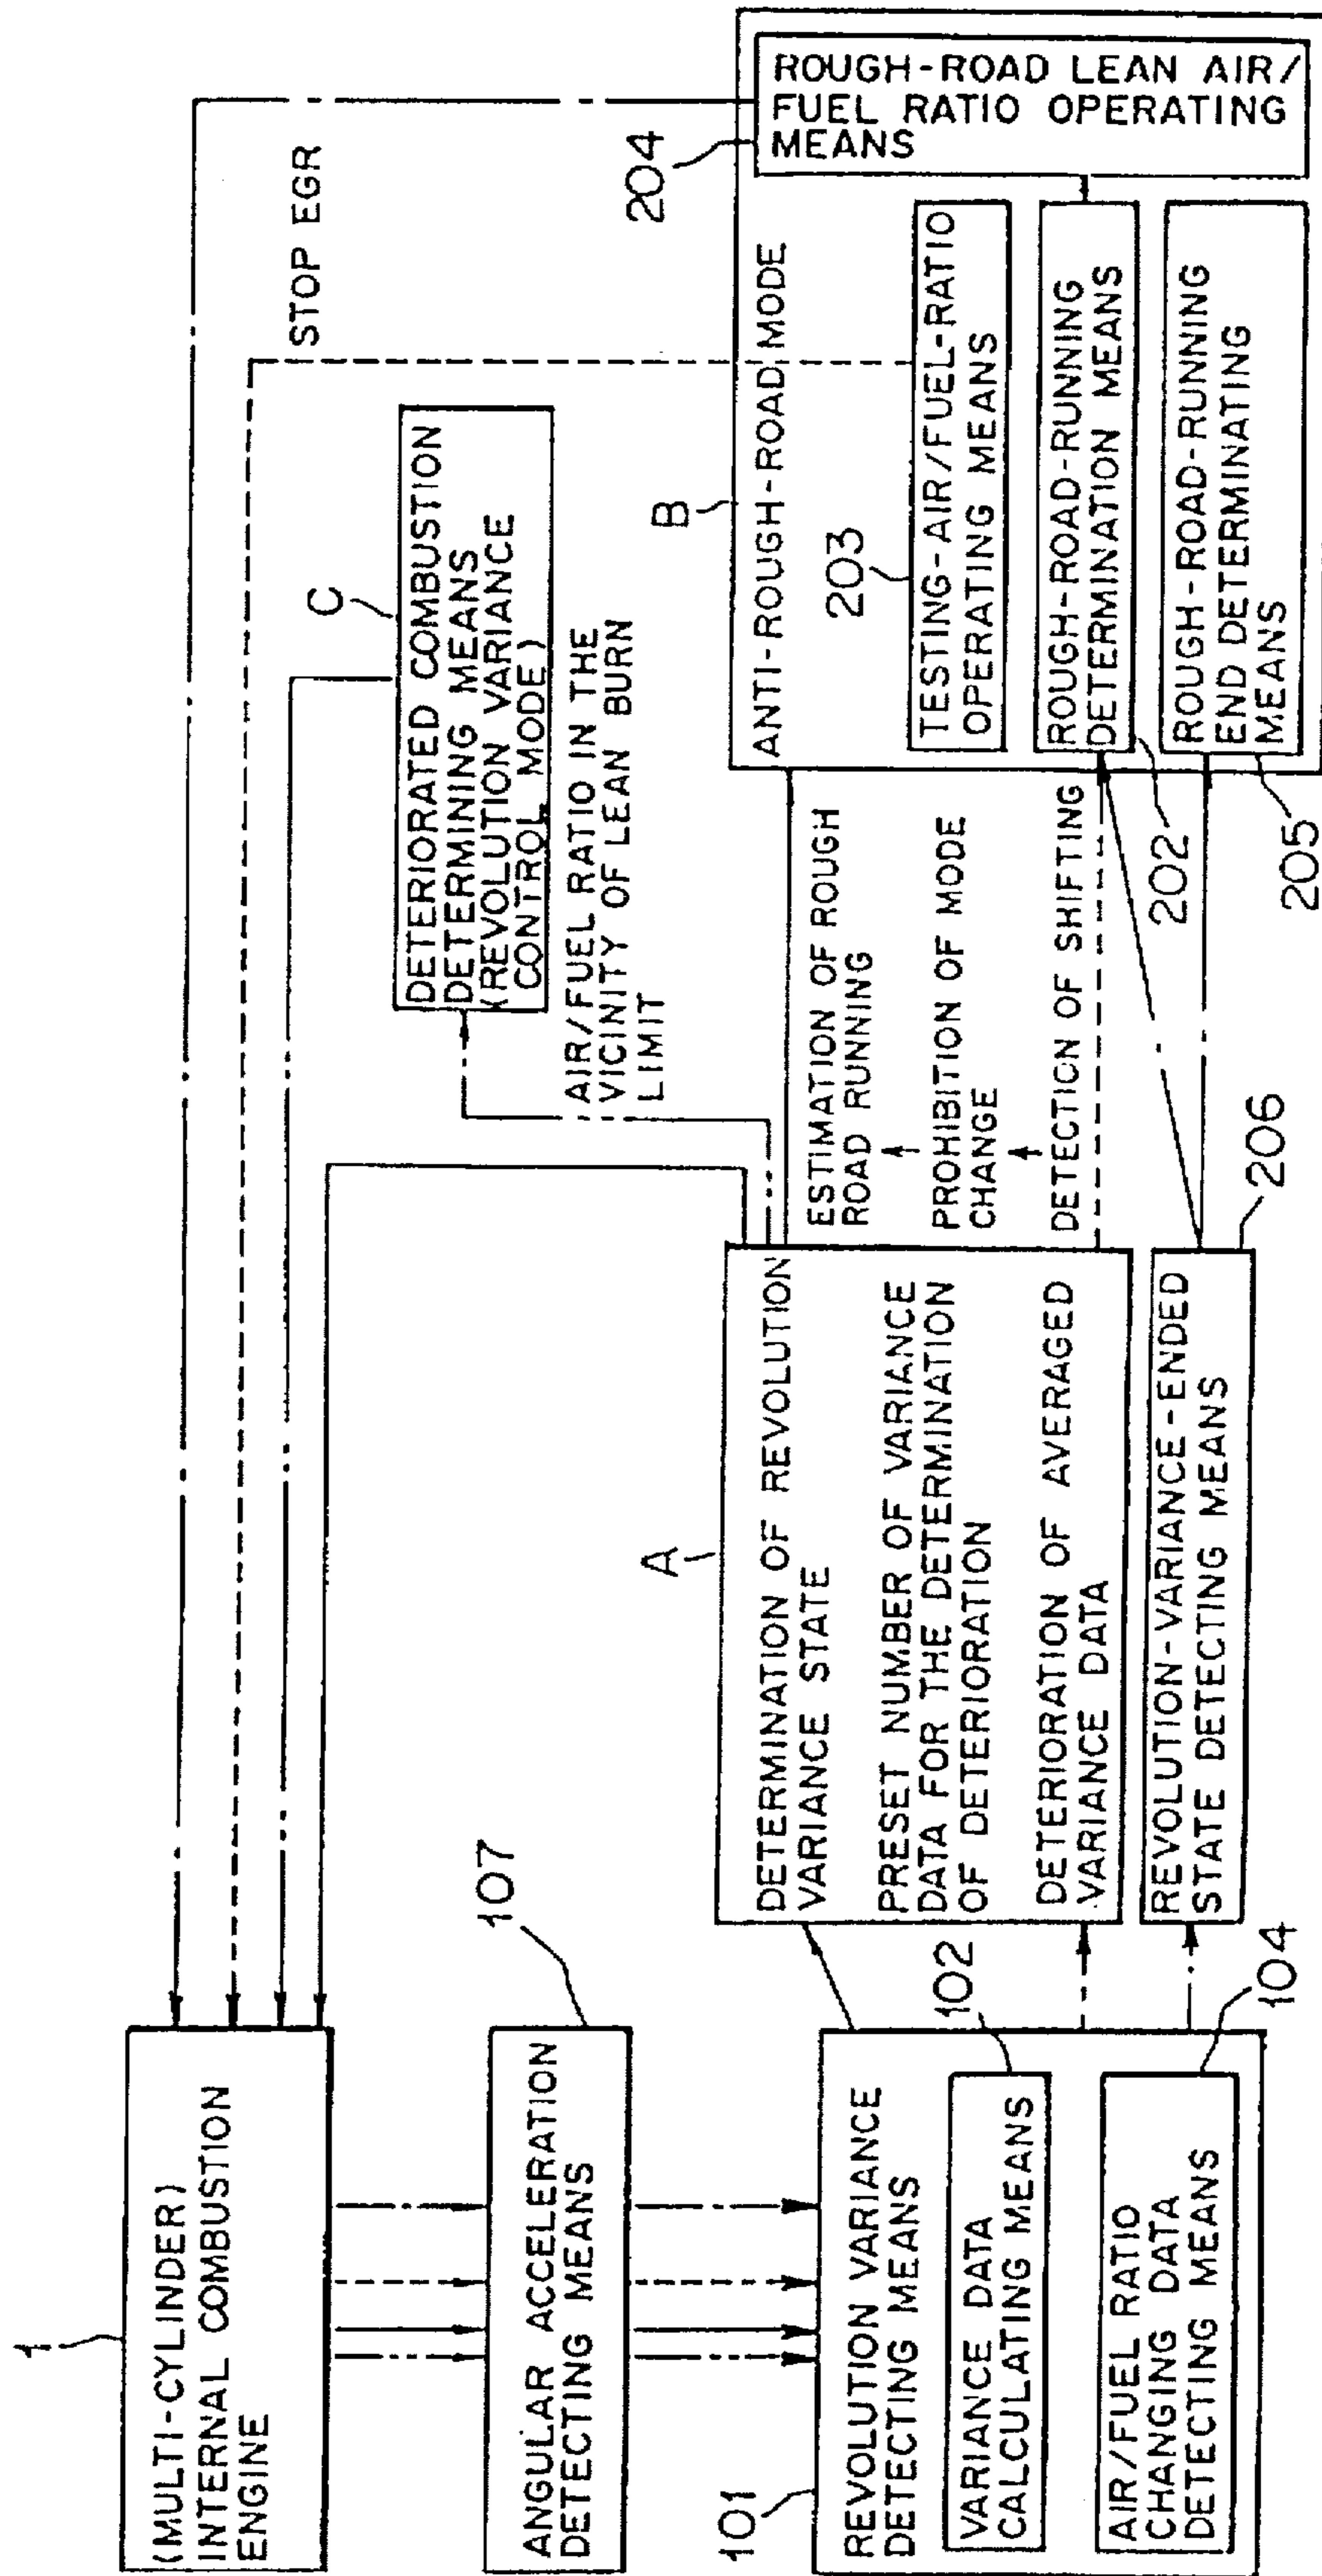 1
(MULTI-CYLINDER)
INTERNAL COMBUSTION
ENGINE
107
ANGULAR ACCELERATION
DETECTING MEANS
101
REVOLUTION VARIANCE
DETECTING MEANS
102
VARIANCE DATA
CALCULATING MEANS
104
AIR/FUEL RATIO
CHANGING DATA
DETECTING MEANS
A
DETERMINATION OF REVOLUTION
VARIANCE STATE
PRESET NUMBER OF VARIANCE
DATA FOR THE DETERMINATION
OF DETERIORATION
DETERIORATION OF AVERAGED
VARIANCE DATA
REVOLUTION-VARIANCE-ENDED
STATE DETECTING MEANS
206
C
DETERIORATED COMBUSTION
DETERMINING MEANS
(REVOLUTION VARIANCE
CONTROL MODE)
AIR/FUEL RATIO IN THE
VICINITY OF LEAN BURN
LIMIT
ESTIMATION OF ROUGH
ROAD RUNNING
PROHIBITION OF MODE
CHANGE
DETECTION OF SHIFTING
STOP EGR
B
ANTI-ROUGH-ROAD MODE
204
ROUGH-ROAD LEAN AIR/
FUEL RATIO OPERATING
MEANS
203
TESTING-AIR/FUEL-RATIO
OPERATING MEANS
ROUGH-ROAD-RUNNING
DETERMINATION MEANS
202
ROUGH-ROAD-RUNNING
END DETERMINATING
MEANS
205